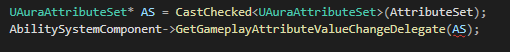 UAuraAttributeSet* AS = CastChecked<UAuraAttributeSet>(AttributeSet);
AbilitySystemComponent->GetGameplayAttributeValueChangeDelegate(AS);